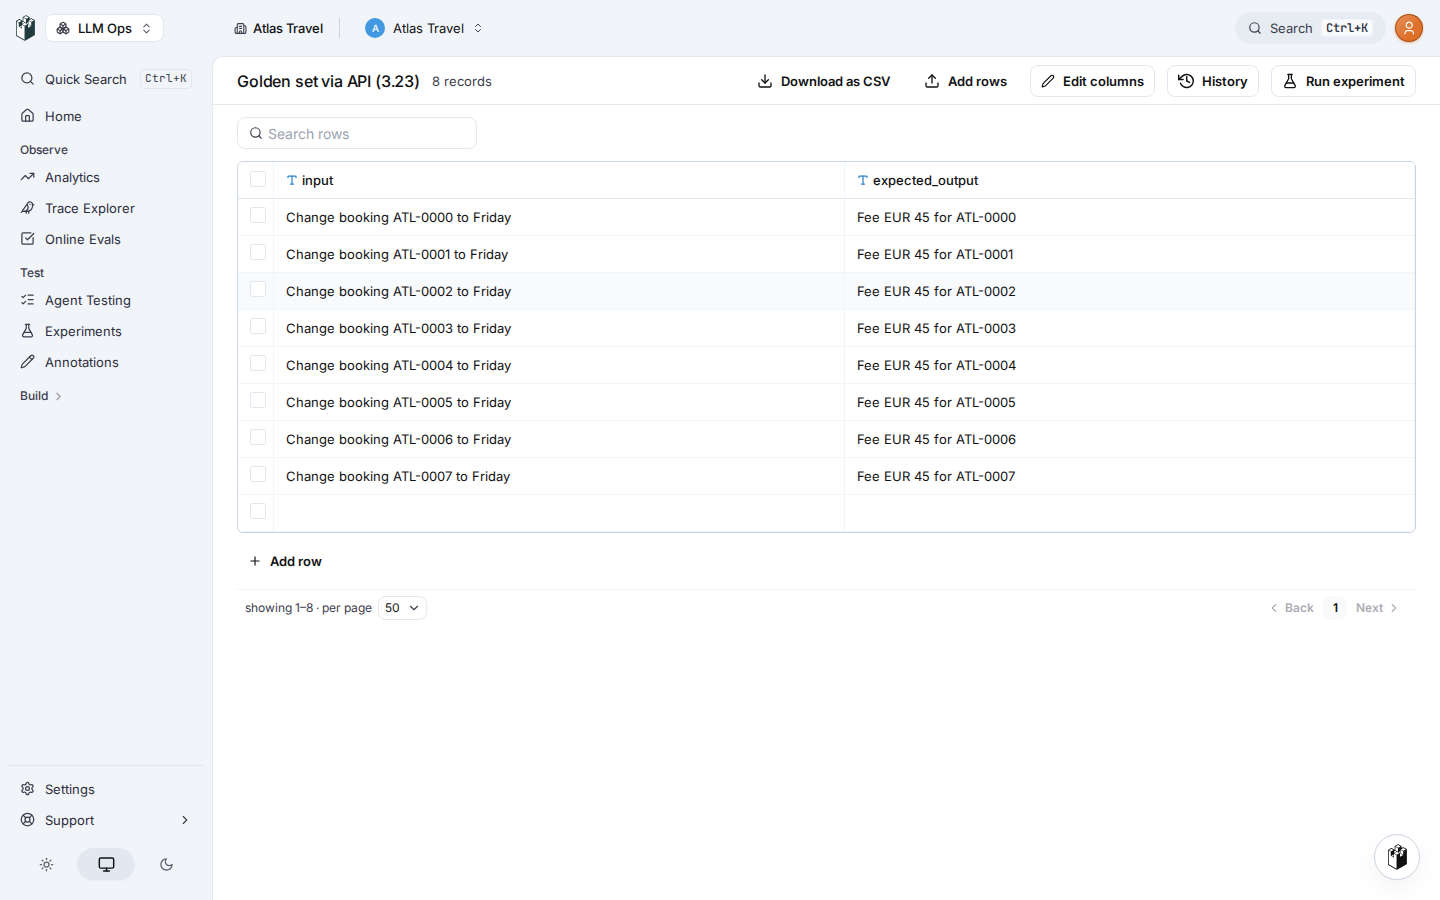 LLM Ops
Atlas Travel
A Atlas Travel
Search Ctrl+K
Quick Search Ctrl+K
Home
Observe
Analytics
Trace Explorer
Online Evals
Test
Agent Testing
Experiments
Annotations
Build
Settings
Support
Golden set via API (3.23) 8 records
Download as CSV
Add rows
Edit columns
History
Run experiment
Search rows
input expected_output
Change booking ATL-0000 to Friday Fee EUR 45 for ATL-0000
Change booking ATL-0001 to Friday Fee EUR 45 for ATL-0001
Change booking ATL-0002 to Friday Fee EUR 45 for ATL-0002
Change booking ATL-0003 to Friday Fee EUR 45 for ATL-0003
Change booking ATL-0004 to Friday Fee EUR 45 for ATL-0004
Change booking ATL-0005 to Friday Fee EUR 45 for ATL-0005
Change booking ATL-0006 to Friday Fee EUR 45 for ATL-0006
Change booking ATL-0007 to Friday Fee EUR 45 for ATL-0007
Add row
showing 1–8 · per page 50
Back 1 Next